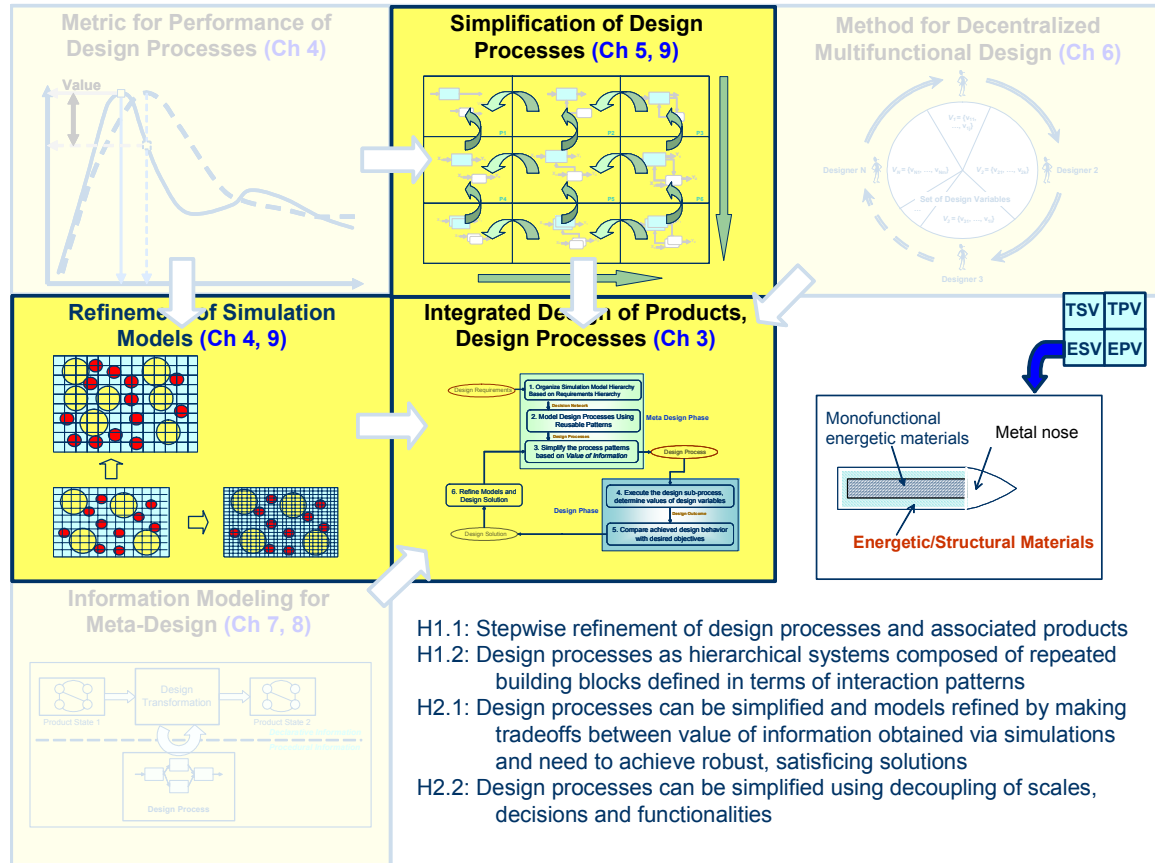 Metric for Performance of
Design Processes (Ch 4)
Value
Simplification of Design
Processes (Ch 5, 9)
P1
P2
P3
P4
P5
P6
Method for Decentralized
Multifunctional Design (Ch 6)
Designer N
Designer 2
Set of Design Variables
Designer 3
Refinement of Simulation
Models (Ch 4, 9)
Integrated Design of Products,
Design Processes (Ch 3)
Design Requirements
1. Organize Simulation Model Hierarchy
Based on Requirements Hierarchy
Decision Network
2. Model Design Processes Using
Reusable Patterns
Meta Design Phase
Design Processes
3. Simplify the process patterns
based on Value of Information
Design Process
6. Refine Models and
Design Solution
4. Execute the design sub-process,
determine values of design variables
Design Phase
Design Outcome
5. Compare achieved design behavior
with desired objectives
Design Solution
TSV TPV
ESV EPV
Monofunctional
energetic materials
Metal nose
Energetic/Structural Materials
Information Modeling for
Meta-Design (Ch 7, 8)
Design
Transformation
Product State 1
Product State 2
Design Process
H1.1: Stepwise refinement of design processes and associated products
H1.2: Design processes as hierarchical systems composed of repeated
building blocks defined in terms of interaction patterns
H2.1: Design processes can be simplified and models refined by making
tradeoffs between value of information obtained via simulations
and need to achieve robust, satisficing solutions
H2.2: Design processes can be simplified using decoupling of scales,
decisions and functionalities